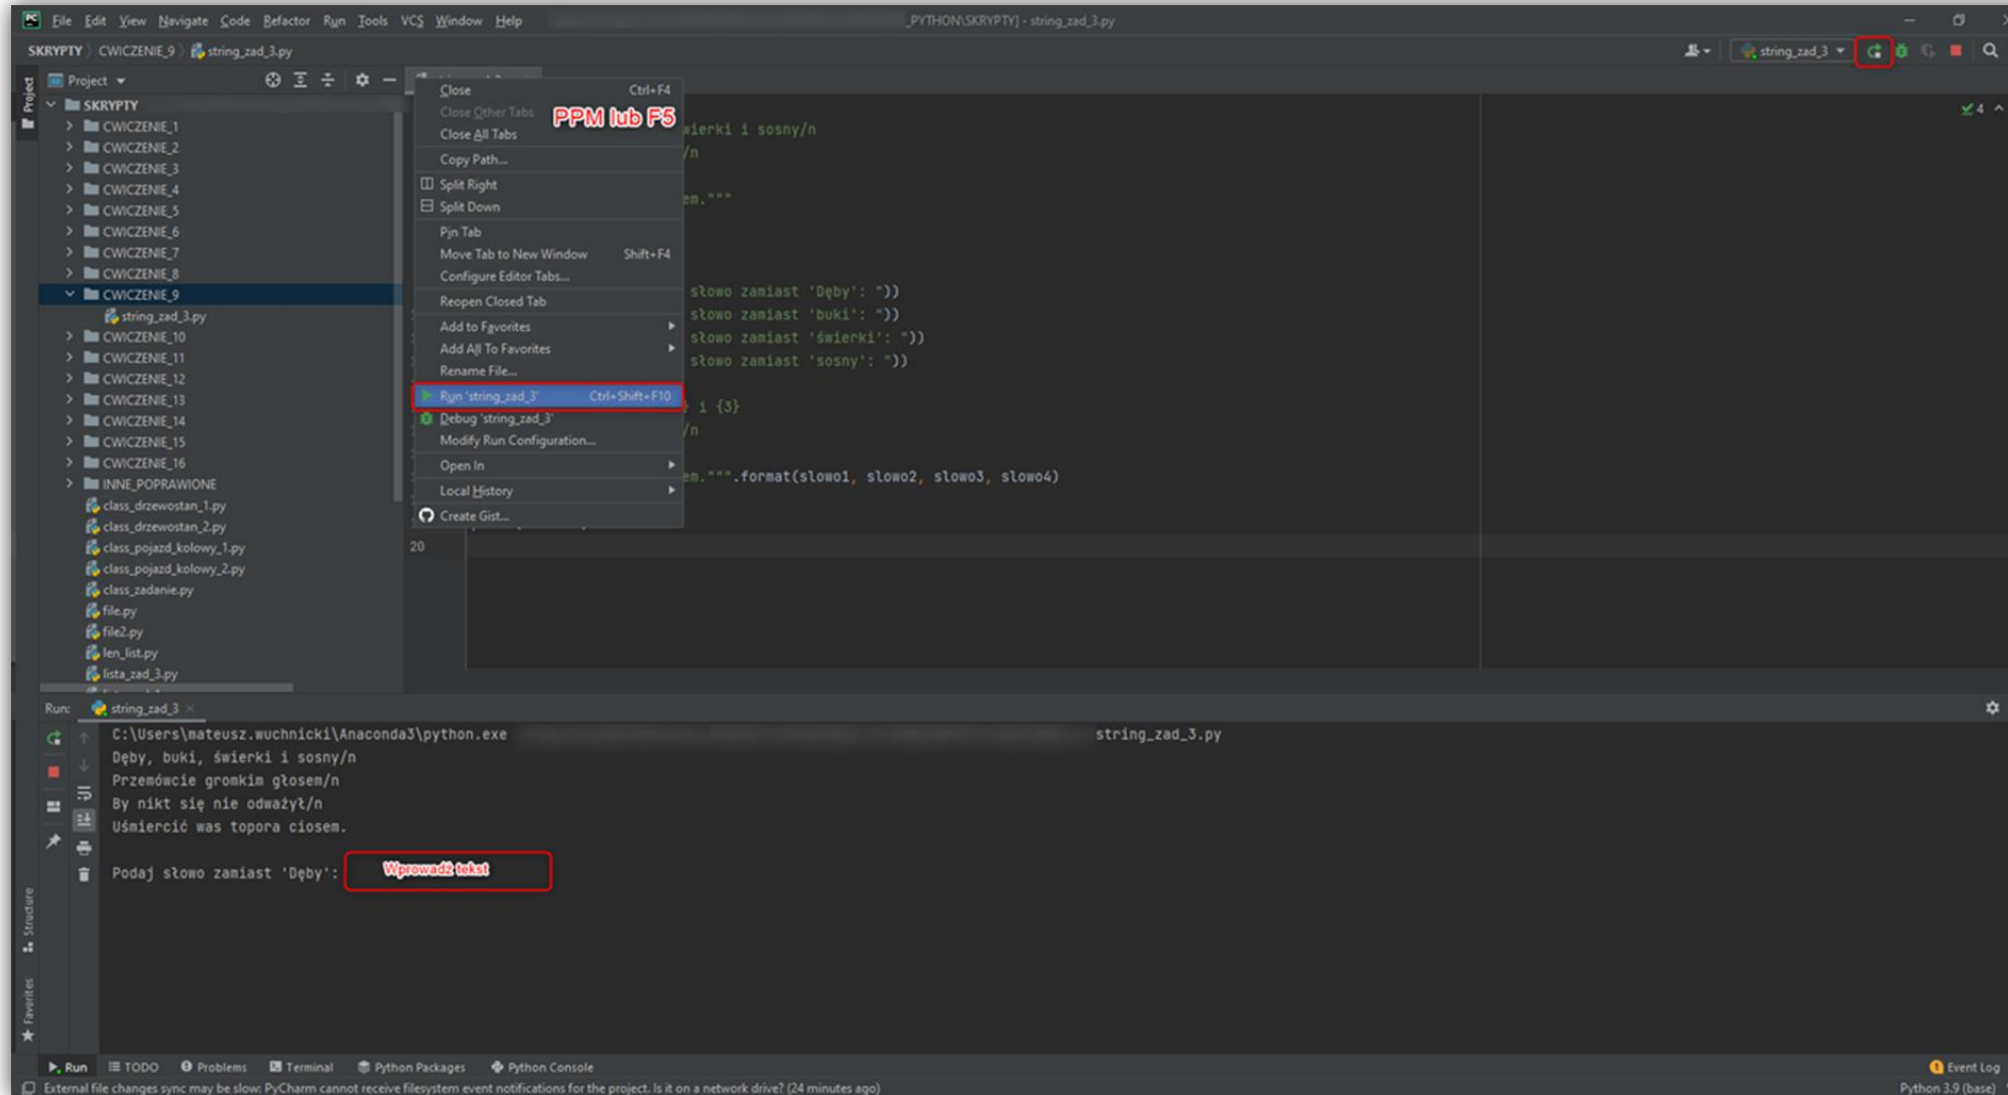 PC File Edit View Navigate Code Refactor Run Tools VCS Window Help _PYTHON\SKRYPTY] - string_zad_3.py
SKRYPTY CWICZENIE_9 string_zad_3.py
string_zad_3
Project
Project
SKRYPTY
CWICZENIE_1
CWICZENIE_2
CWICZENIE_3
CWICZENIE_4
CWICZENIE_5
CWICZENIE_6
CWICZENIE_7
CWICZENIE_8
CWICZENIE_9
string_zad_3.py
CWICZENIE_10
CWICZENIE_11
CWICZENIE_12
CWICZENIE_13
CWICZENIE_14
CWICZENIE_15
CWICZENIE_16
INNE_POPRAWIONE
class_drzewostan_1.py
class_drzewostan_2.py
class_pojazd_kolowy_1.py
class_pojazd_kolowy_2.py
class_zadanie.py
file.py
file2.py
len_list.py
lista_zad_3.py
Close Ctrl+F4
Close Other Tabs
PPM lub F5
Close All Tabs
Copy Path...
Split Right
Split Down
Pin Tab
Move Tab to New Window Shift+F4
Configure Editor Tabs...
Reopen Closed Tab
Add to Favorites
Add All To Favorites
Rename File...
Run 'string_zad_3' Ctrl+Shift+F10
Debug 'string_zad_3'
Modify Run Configuration...
Open In
Local History
Create Gist...
4
wierki i sosny/n
/n
em."""
słowo zamiast 'Dęby': "))
słowo zamiast 'buki': "))
słowo zamiast 'świerki': "))
słowo zamiast 'sosny': "))
} i {3}
/n
em.""".format(slowo1, slowo2, slowo3, slowo4)
20
Run: string_zad_3
C:\Users\mateusz.wuchnicki\Anaconda3\python.exe string_zad_3.py
Dęby, buki, świerki i sosny/n
Przemówcie gromkim głosem/n
By nikt się nie odważył/n
Uśmiercić was topora ciosem.
Podaj słowo zamiast 'Dęby': Wprowadź tekst
Structure
Favorites
Run TODO Problems Terminal Python Packages Python Console 1 Event Log
External file changes sync may be slow: PyCharm cannot receive filesystem event notifications for the project. Is it on a network drive? (24 minutes ago) Python 3.9 (base)